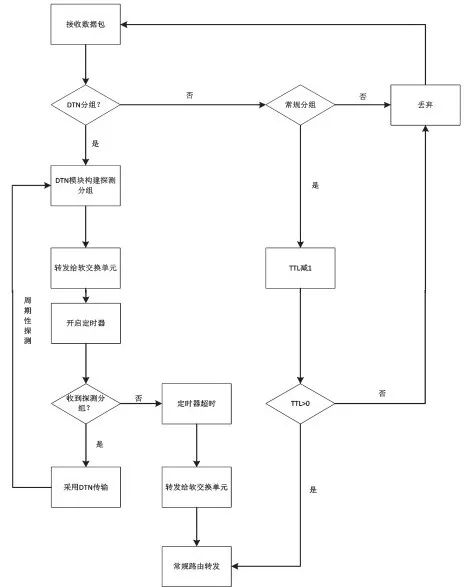 接收数据包
DTN分组?
否
常规分组
否
丢弃
是
是
DTN模块构建探测
分组
转发给软交换单元
TTL减1
周期性探测
开启定时器
收到探测分
组?
否
定时器超时
TTL>0
否
是
采用DTN传输
转发给软交换单元
是
常规路由转发